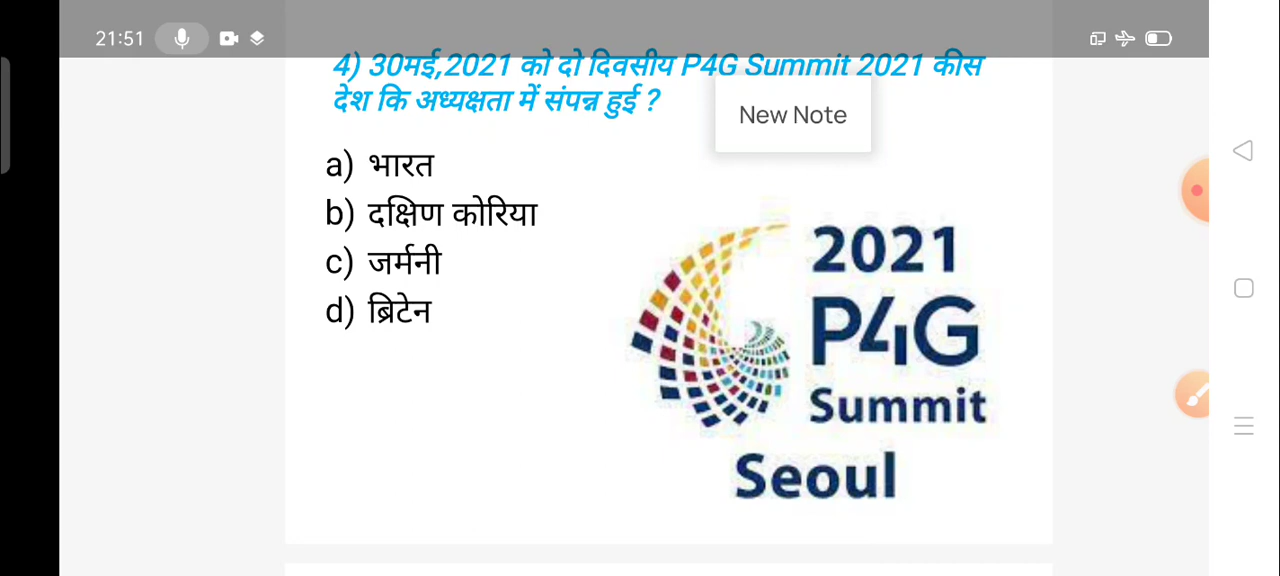 21:51
4) 30मई,2021 को दो दिवसीय P4G Summit 2021 कीस
देश कि अध्यक्षता में संपन्न हुई ?
New Note
a) भारत
b) दक्षिण कोरिया
c) जर्मनी
d) ब्रिटेन
2021
P4G
Summit
Seoul